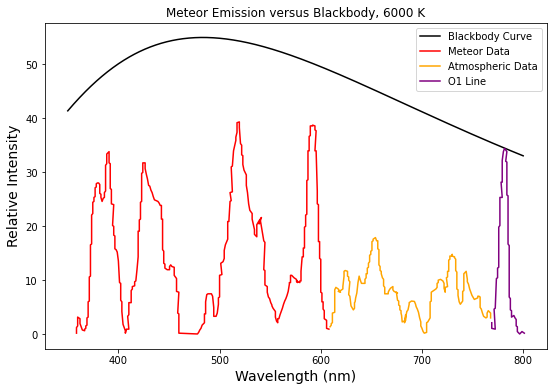 Meteor Emission versus Blackbody, 6000 K
Blackbody Curve
Meteor Data
Atmospheric Data
O1 Line
Relative Intensity
50
40
30
20
10
0
400
500
600
700
800
Wavelength (nm)